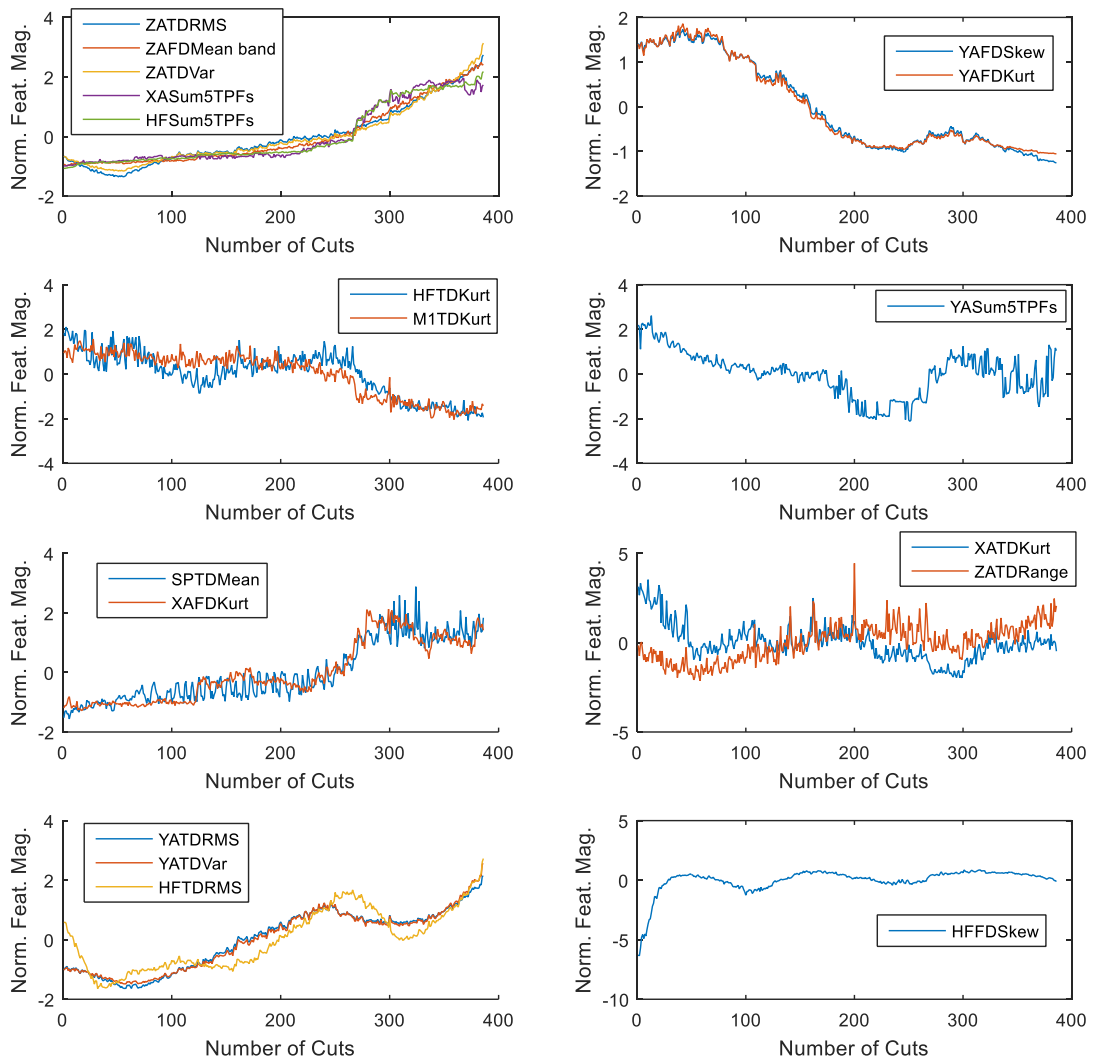 ZATDRMS
ZAFDMean band
ZATDVar
XASum5TPFs
HFSum5TPFs
4
2
0
-2
Norm. Feat. Mag.
0 100 200 300 400
Number of Cuts
YAFDSkew
YAFDKurt
2
1
0
-1
-2
Norm. Feat. Mag.
0 100 200 300 400
Number of Cuts
HFTDKurt
M1TDKurt
4
2
0
-2
-4
Norm. Feat. Mag.
0 100 200 300 400
Number of Cuts
YASum5TPFs
4
2
0
-2
-4
Norm. Feat. Mag.
0 100 200 300 400
Number of Cuts
SPTDMean
XAFDKurt
4
2
0
-2
Norm. Feat. Mag.
0 100 200 300 400
Number of Cuts
XATDKurt
ZATDRange
5
0
-5
Norm. Feat. Mag.
0 100 200 300 400
Number of Cuts
YATDRMS
YATDVar
HFTDRMS
4
2
0
-2
Norm. Feat. Mag.
0 100 200 300 400
Number of Cuts
HFFDSkew
5
0
-5
-10
Norm. Feat. Mag.
0 100 200 300 400
Number of Cuts